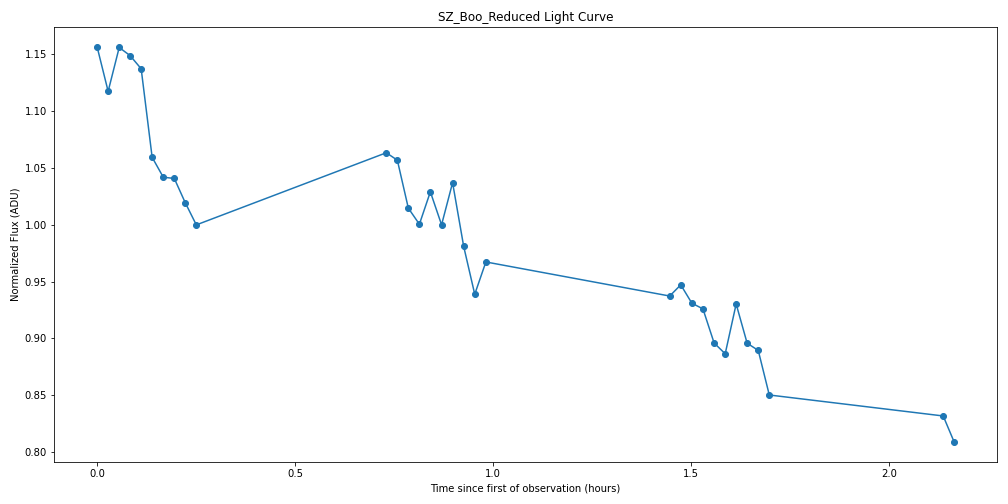 SZ_Boo_Reduced Light Curve
Normalized Flux (ADU)
1.15
1.10
1.05
1.00
0.95
0.90
0.85
0.80
0.0 0.5 1.0 1.5 2.0
Time since first of observation (hours)